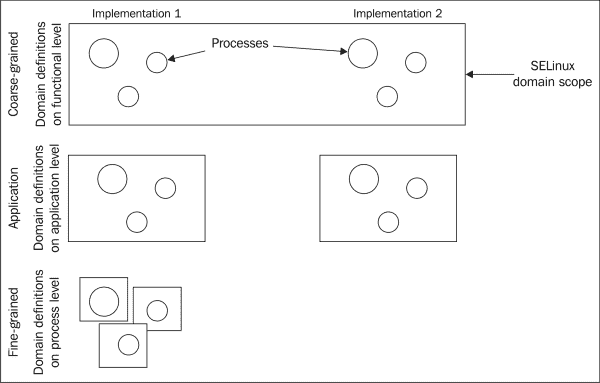 Implementation 1
Implementation 2
Coarse-grained
Domain definitions
on functional level
Processes
SELinux
domain scope
Application
Domain definitions
on application level
Fine-grained
Domain definitions
on process level